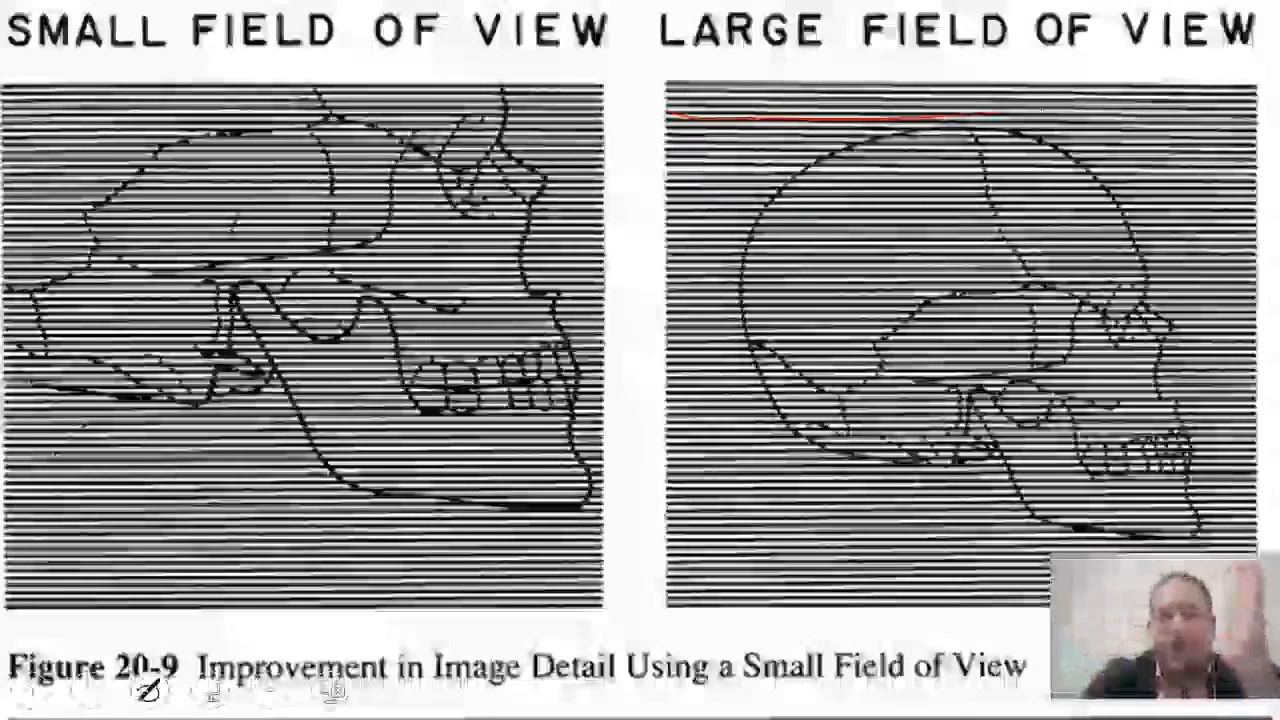 SMALL FIELD OF VIEW
LARGE FIELD OF VIEW
Figure 20-9 Improvement in Image Detail Using a Small Field of View